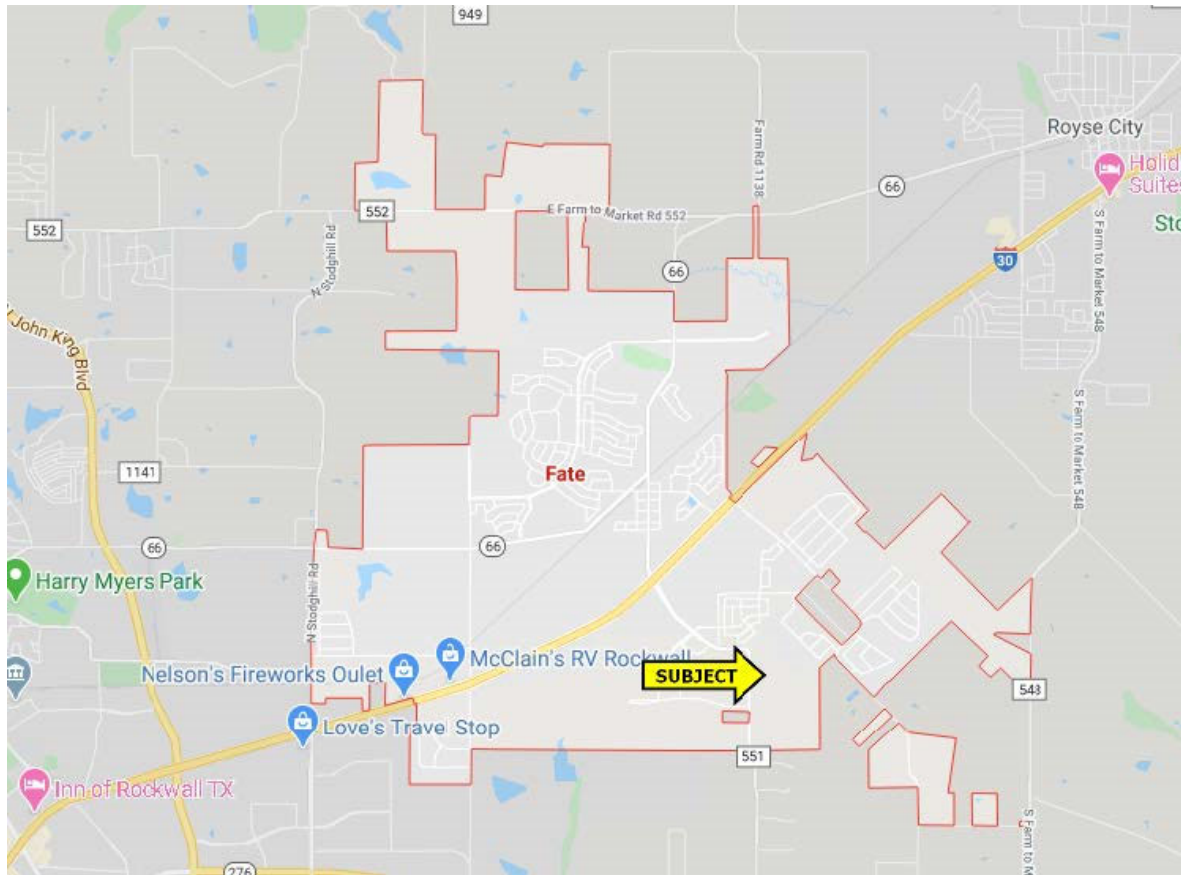 949
Royse City
Holid
Suites
Farm Rd 1138
66
552
E Farm to Market Rd 552
552
S Farm to Market 548
Sto
N Stodghill Rd
66
30
John King Blvd
S Farm to Market 548
1141
Fate
66
66
Harry Myers Park
N Stodghill Rd
McClain's RV Rockwall
Nelson's Fireworks Oulet
SUBJECT
548
Love's Trave Stop
551
Inn of Rockwall TX
S Farm to M
276